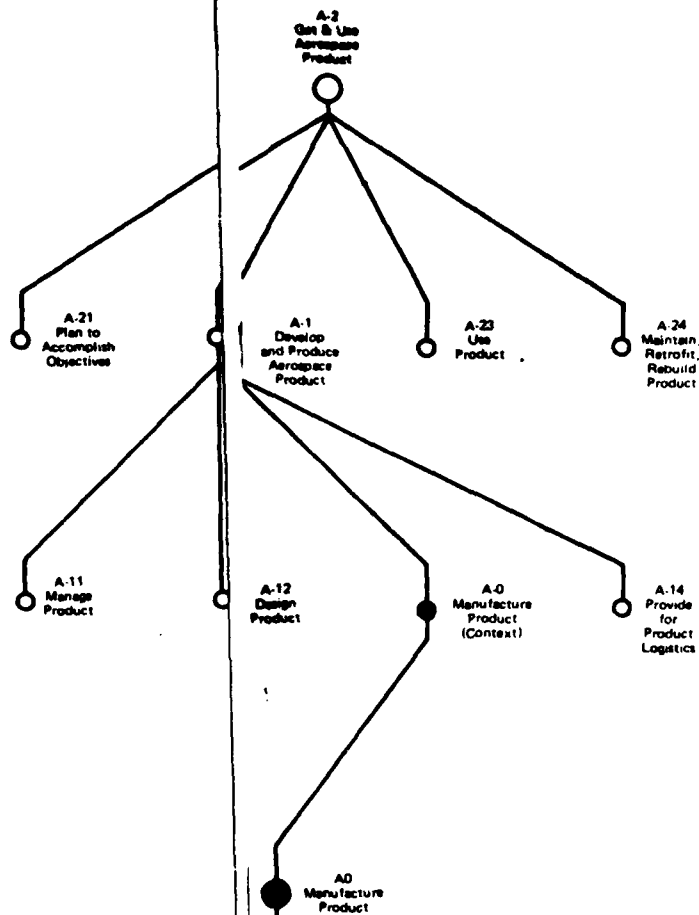 A-2
Get & Use
Aerospace
Product
A-21
Plan to
Accomplish
Objectives
A-1
Develop
and Produce
Aerospace
Product
A-23
Use
Product
A-24
Maintain,
Retrofit,
Rebuild
Product
A-11
Manage
Product
A-12
Design
Product
A-0
Manufacture
Product
(Context)
A-14
Provide
for
Product
Logistics
A0
Manufacture
Product